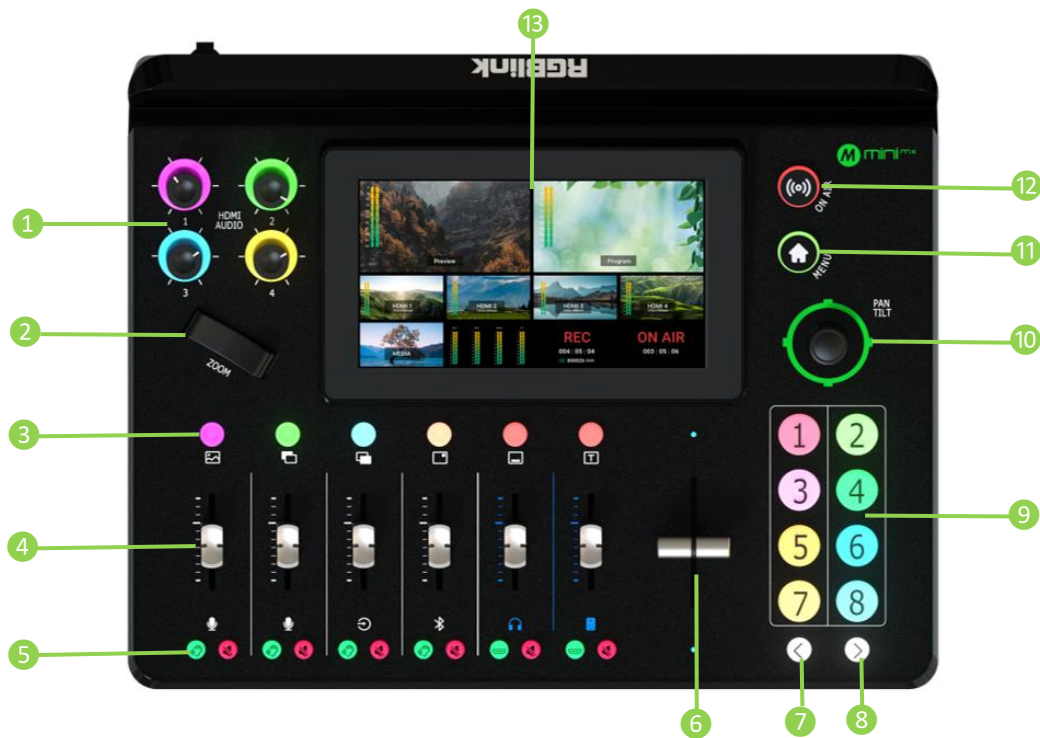 13
RGBlink
M mini mx
12
ON AIR
1
1
HDMI
AUDIO
2
3
4
Preview
Program
11
MENU
HDMI 1
HDMI 2
HDMI 3
HDMI 4
PAN
TILT
2
ZOOM
MEDIA
REC
ON AIR
004 : 05 : 04
003 : 05 : 06
10
3
T
1
2
3
4
9
4
5
6
7
8
5
6
7
8